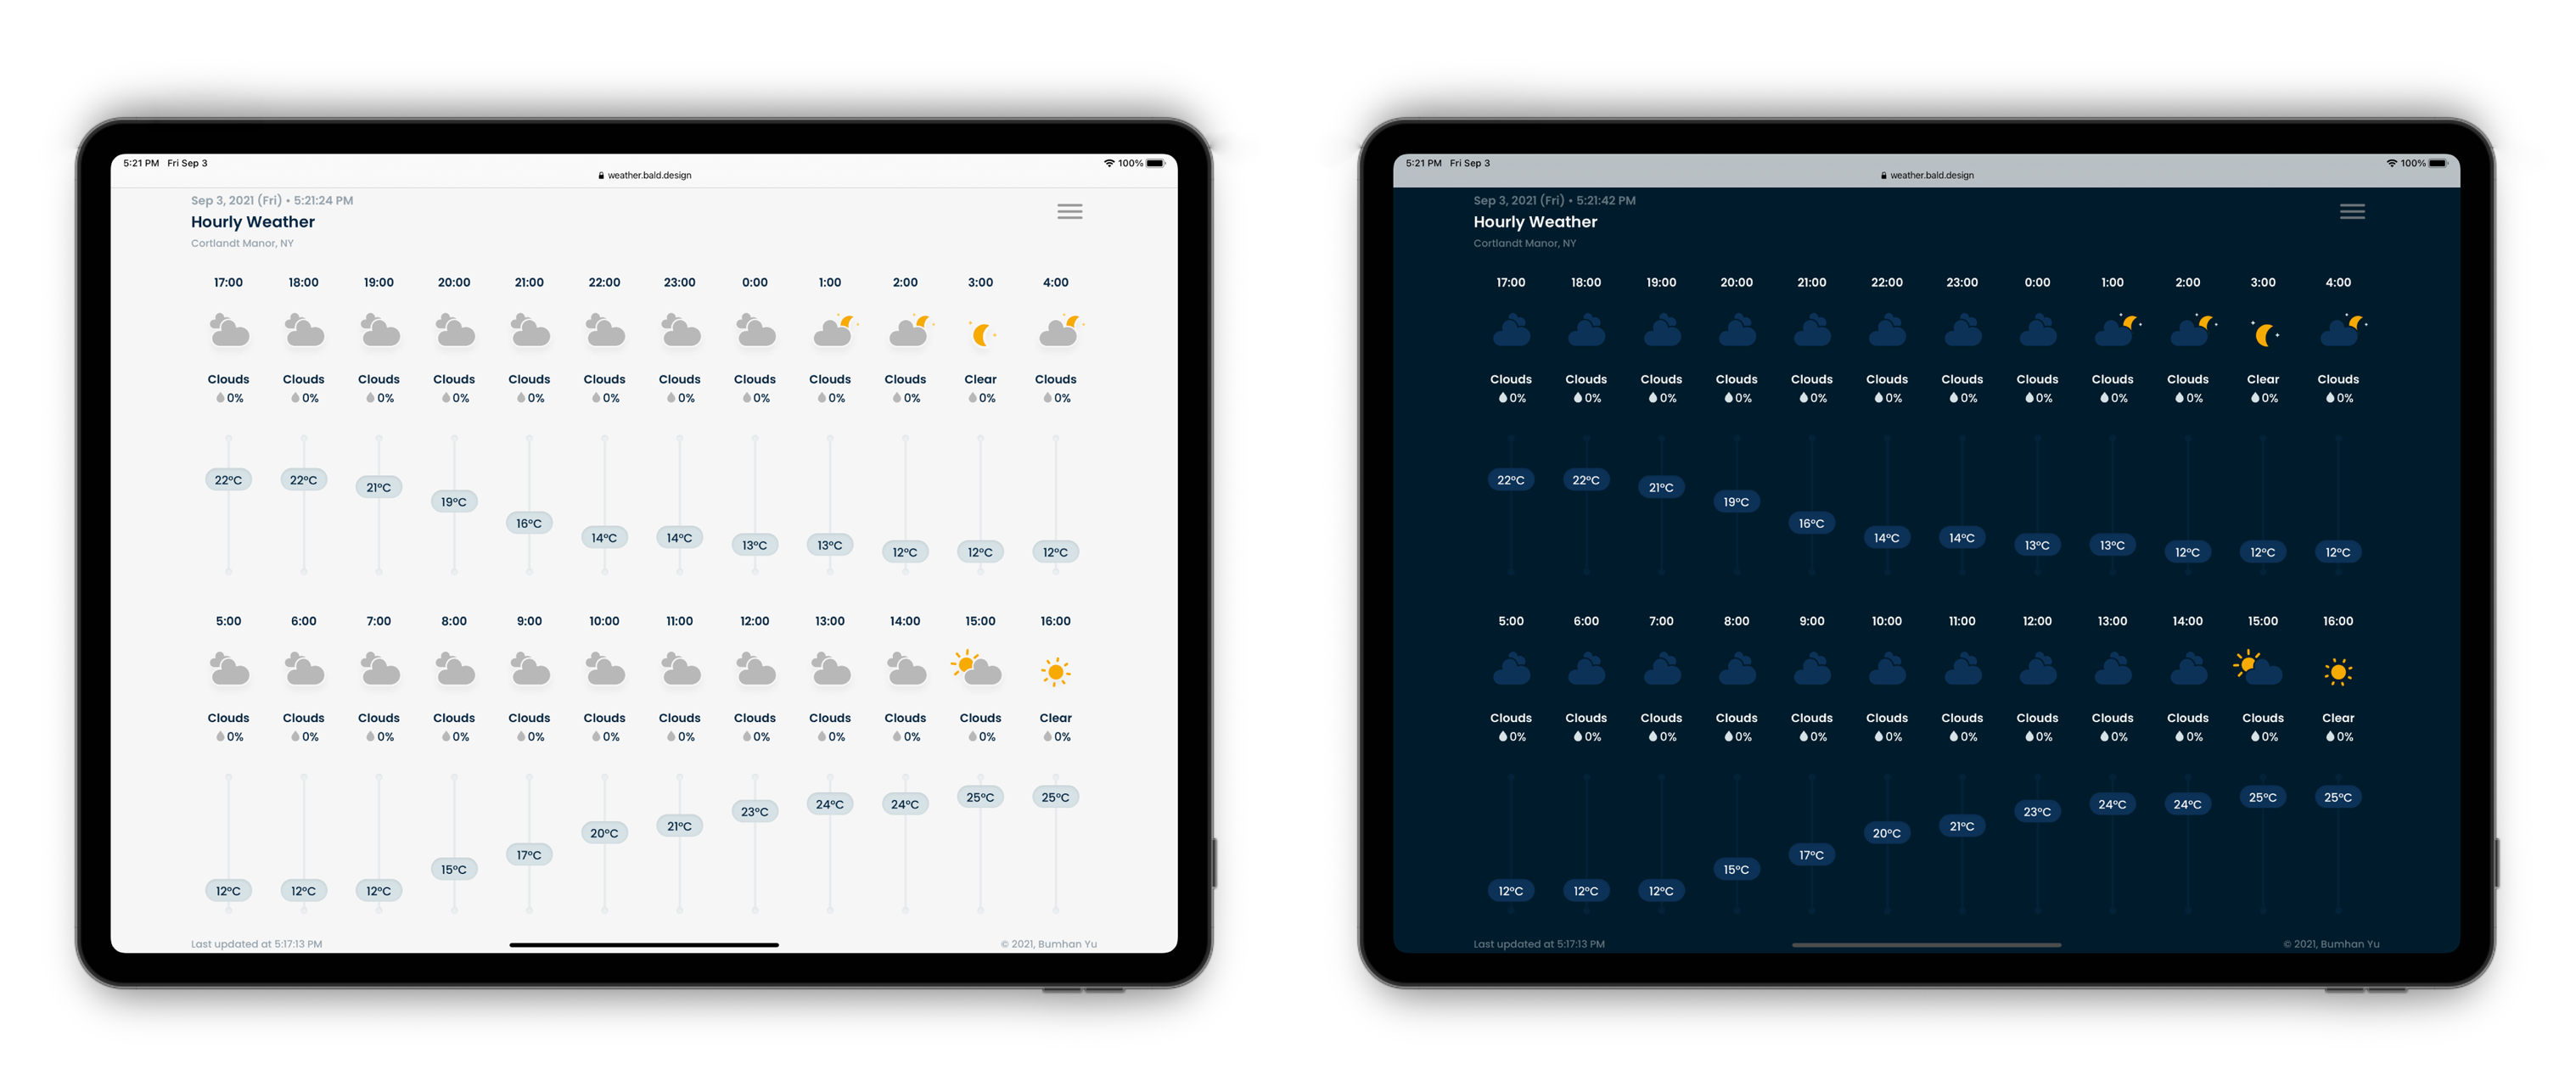 5:21 PM Fri Sep 3 100%
weather.bald.design
Sep 3, 2021 (Fri) • 5:21:24 PM
Hourly Weather
Cortlandt Manor, NY
17:00 18:00 19:00 20:00 21:00 22:00 23:00 0:00 1:00 2:00 3:00 4:00
Clouds Clouds Clouds Clouds Clouds Clouds Clouds Clouds Clouds Clouds Clear Clouds
0% 0% 0% 0% 0% 0% 0% 0% 0% 0% 0% 0%
22°C 22°C 21°C 19°C 16°C 14°C 14°C 13°C 13°C 12°C 12°C 12°C
5:00 6:00 7:00 8:00 9:00 10:00 11:00 12:00 13:00 14:00 15:00 16:00
Clouds Clouds Clouds Clouds Clouds Clouds Clouds Clouds Clouds Clouds Clouds Clear
0% 0% 0% 0% 0% 0% 0% 0% 0% 0% 0% 0%
12°C 12°C 12°C 15°C 17°C 20°C 21°C 23°C 24°C 24°C 25°C 25°C
Last updated at 5:17:13 PM © 2021, Bumhan Yu
5:21 PM Fri Sep 3 100%
weather.bald.design
Sep 3, 2021 (Fri) • 5:21:42 PM
Hourly Weather
Cortlandt Manor, NY
17:00 18:00 19:00 20:00 21:00 22:00 23:00 0:00 1:00 2:00 3:00 4:00
Clouds Clouds Clouds Clouds Clouds Clouds Clouds Clouds Clouds Clouds Clear Clouds
0% 0% 0% 0% 0% 0% 0% 0% 0% 0% 0% 0%
22°C 22°C 21°C 19°C 16°C 14°C 14°C 13°C 13°C 12°C 12°C 12°C
5:00 6:00 7:00 8:00 9:00 10:00 11:00 12:00 13:00 14:00 15:00 16:00
Clouds Clouds Clouds Clouds Clouds Clouds Clouds Clouds Clouds Clouds Clouds Clear
0% 0% 0% 0% 0% 0% 0% 0% 0% 0% 0% 0%
12°C 12°C 12°C 15°C 17°C 20°C 21°C 23°C 24°C 24°C 25°C 25°C
Last updated at 5:17:13 PM © 2021, Bumhan Yu